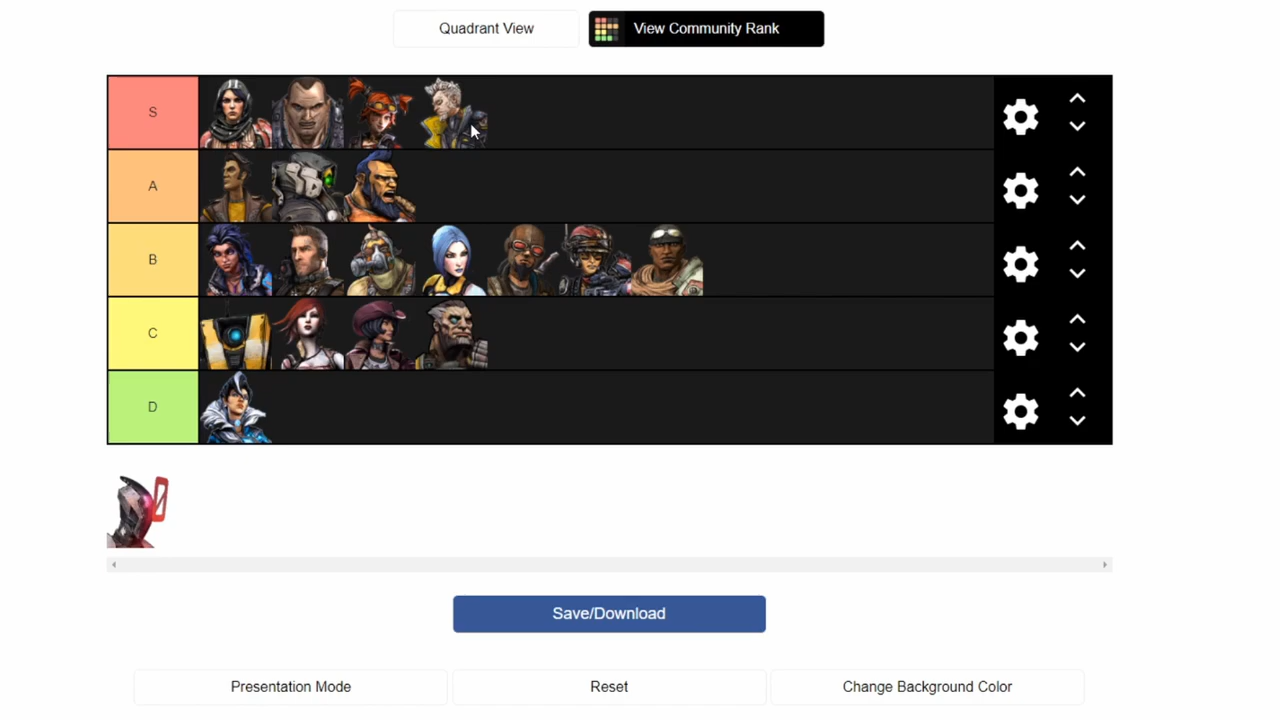 Quadrant View
View Community Rank
S
A
B
C
D
Save/Download
Presentation Mode
Reset
Change Background Color